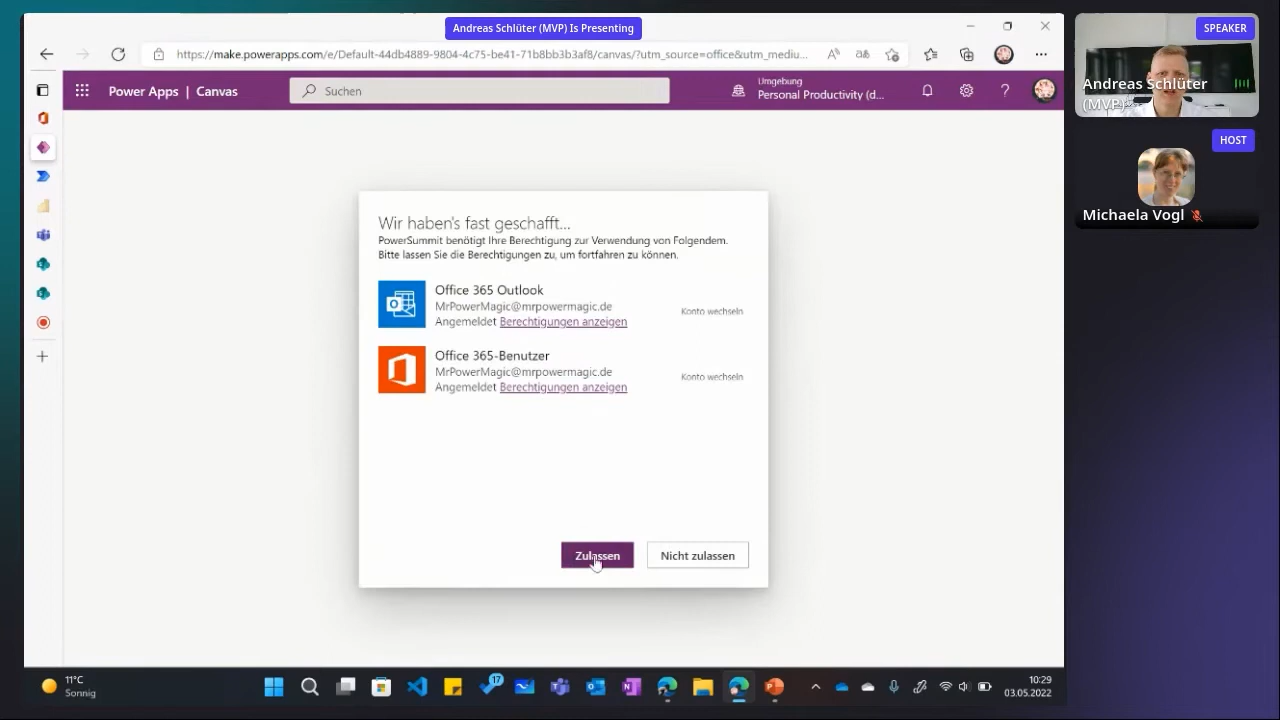 Andreas Schlüter (MVP) Is Presenting
https://make.powerapps.com/e/Default-44db4889-9804-4c75-be41-71b8bb3b3af8/canvas/?utm_source=office&utm_mediu...
Power Apps | Canvas
Suchen
Umgebung
Personal Productivity (d...
Wir haben's fast geschafft...
PowerSummit benötigt Ihre Berechtigung zur Verwendung von Folgendem.
Bitte lassen Sie die Berechtigungen zu, um fortfahren zu können.
Office 365 Outlook
MrPowerMagic@mrpowermagic.de
Angemeldet Berechtigungen anzeigen
Konto wechseln
Office 365-Benutzer
MrPowerMagic@mrpowermagic.de
Angemeldet Berechtigungen anzeigen
Konto wechseln
Zulassen
Nicht zulassen
11°C
Sonnig
17
10:29
03.05.2022
SPEAKER
Andreas Schlüter
(MVP)
HOST
Michaela Vogl